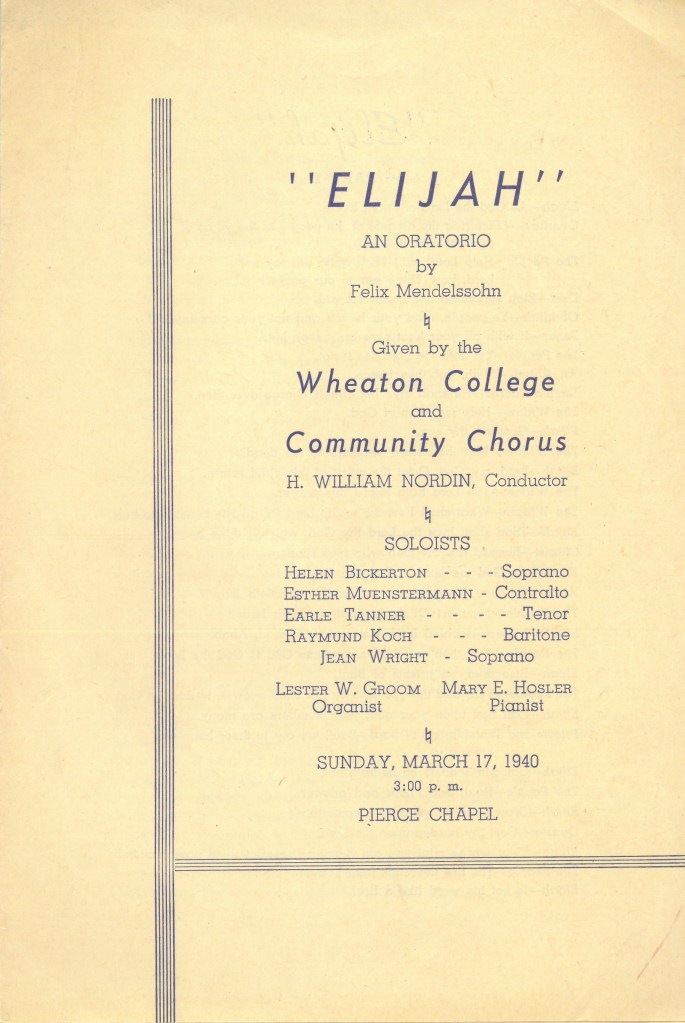 "ELIJAH"
AN ORATORIO
by
Felix Mendelssohn
♮
Given by the
Wheaton College
and
Community Chorus
H. WILLIAM NORDIN, Conductor
♮
SOLOISTS
HELEN BICKERTON - - - Soprano
ESTHER MUENSTERMANN - Contralto
EARLE TANNER - - - - Tenor
RAYMUND KOCH - - - Baritone
JEAN WRIGHT - Soprano
LESTER W. GROOM MARY E. HOSLER
Organist Pianist
♮
SUNDAY, MARCH 17, 1940
3:00 p. m.
PIERCE CHAPEL